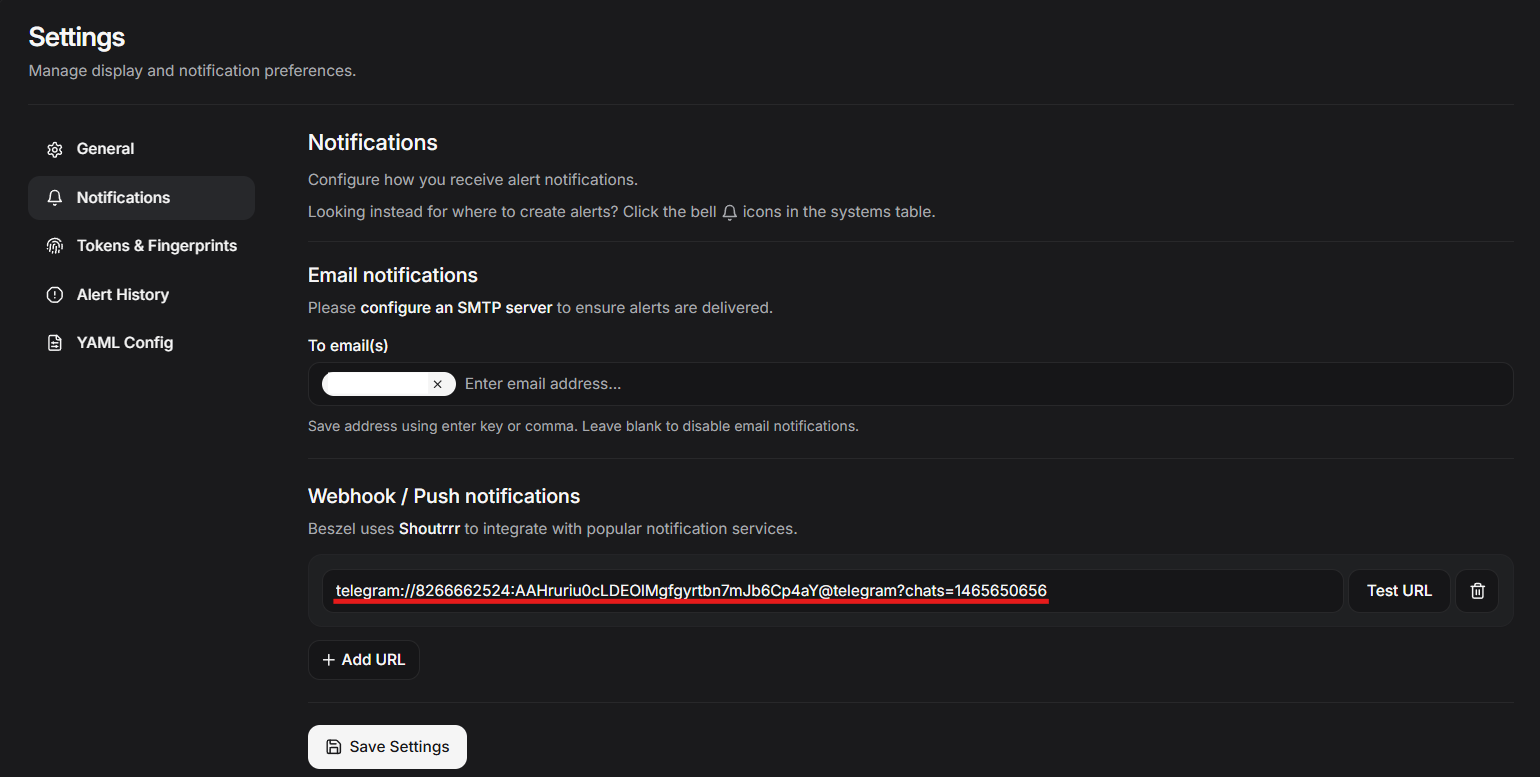 Settings
Manage display and notification preferences.
General
Notifications
Tokens & Fingerprints
Alert History
YAML Config
Notifications
Configure how you receive alert notifications.
Looking instead for where to create alerts? Click the bell icons in the systems table.
Email notifications
Please configure an SMTP server to ensure alerts are delivered.
To email(s)
Enter email address...
Save address using enter key or comma. Leave blank to disable email notifications.
Webhook / Push notifications
Beszel uses Shoutrrr to integrate with popular notification services.
telegram://8266662524:AAHruriu0cLDEOlMgfgyrtbn7mJb6Cp4aY@telegram?chats=1465650656
Test URL
Add URL
Save Settings